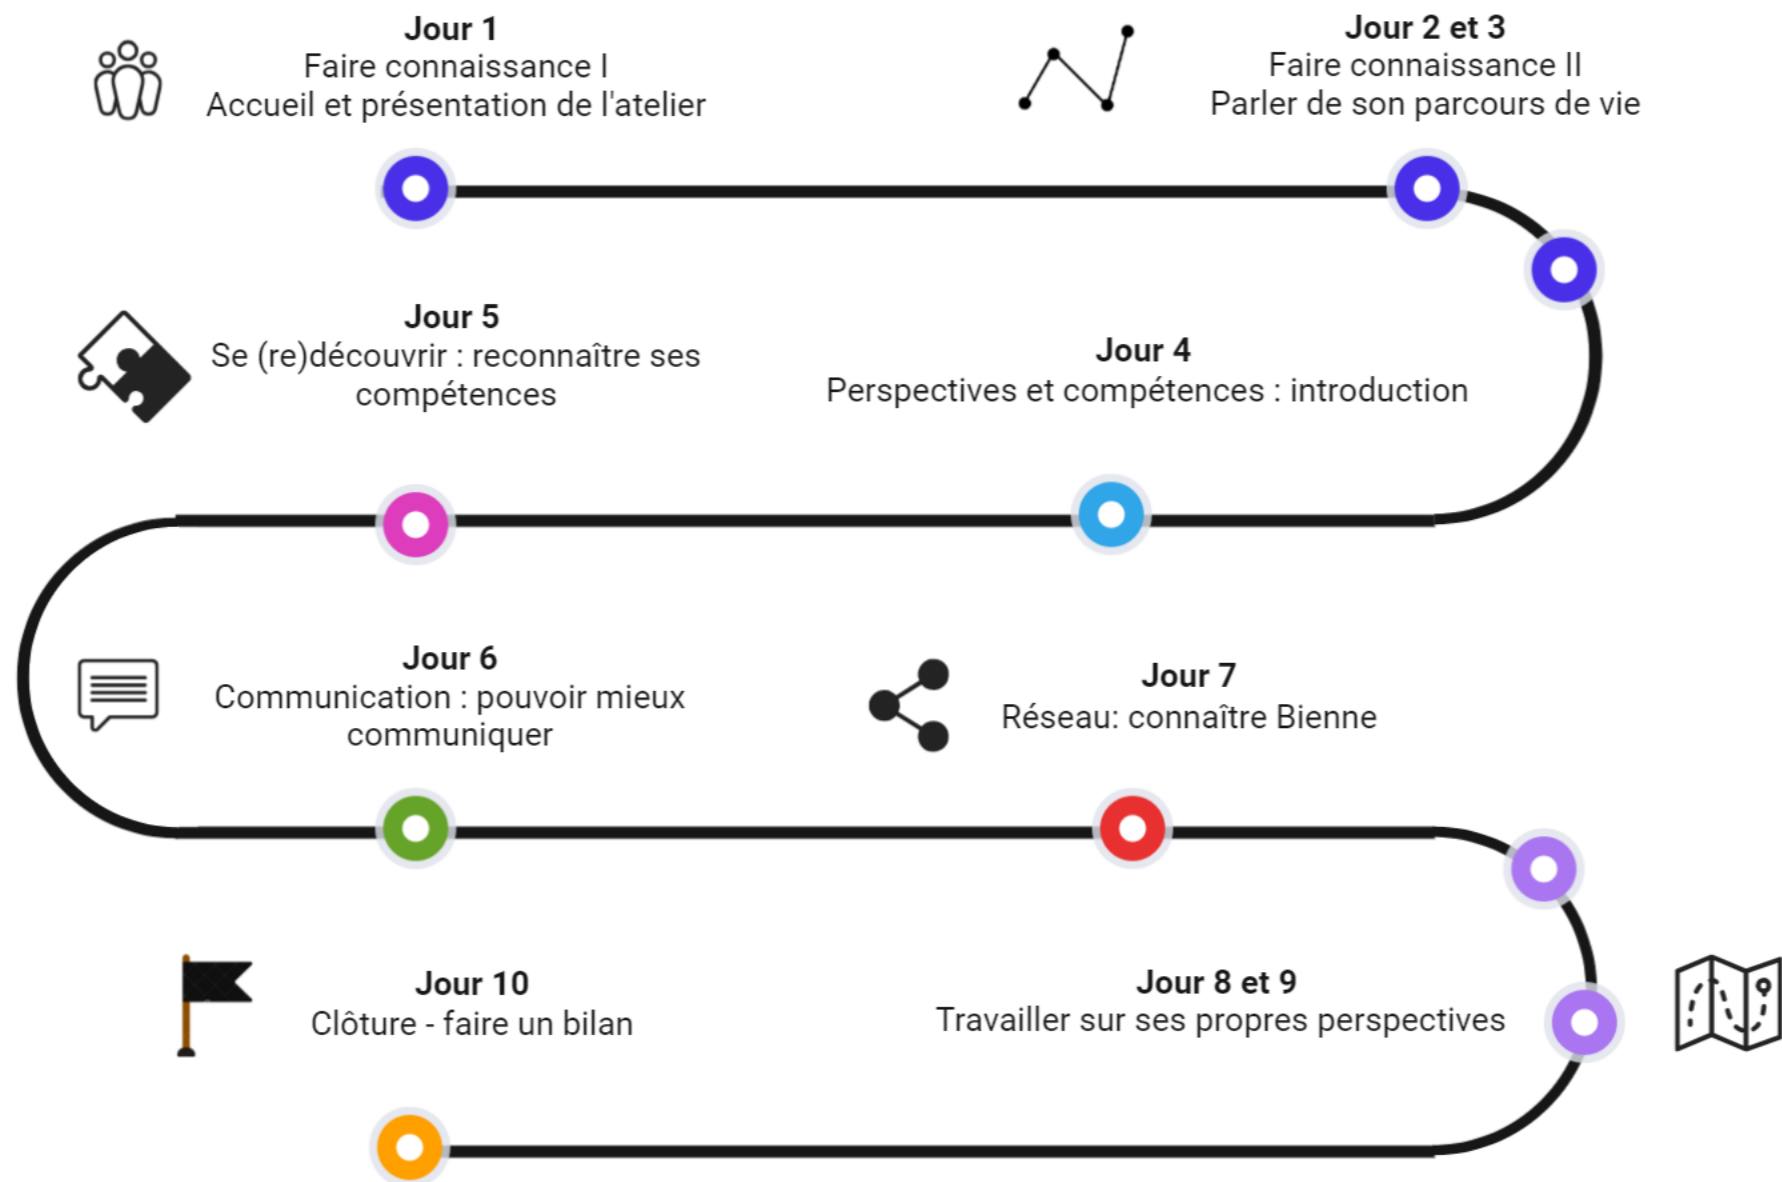 Jour 1
Faire connaissance I
Accueil et présentation de l'atelier
Jour 2 et 3
Faire connaissance II
Parler de son parcours de vie
Jour 4
Perspectives et compétences : introduction
Jour 5
Se (re)découvrir : reconnaître ses
compétences
Jour 6
Communication : pouvoir mieux
communiquer
Jour 7
Réseau: connaître Bienne
Jour 8 et 9
Travailler sur ses propres perspectives
Jour 10
Clôture - faire un bilan